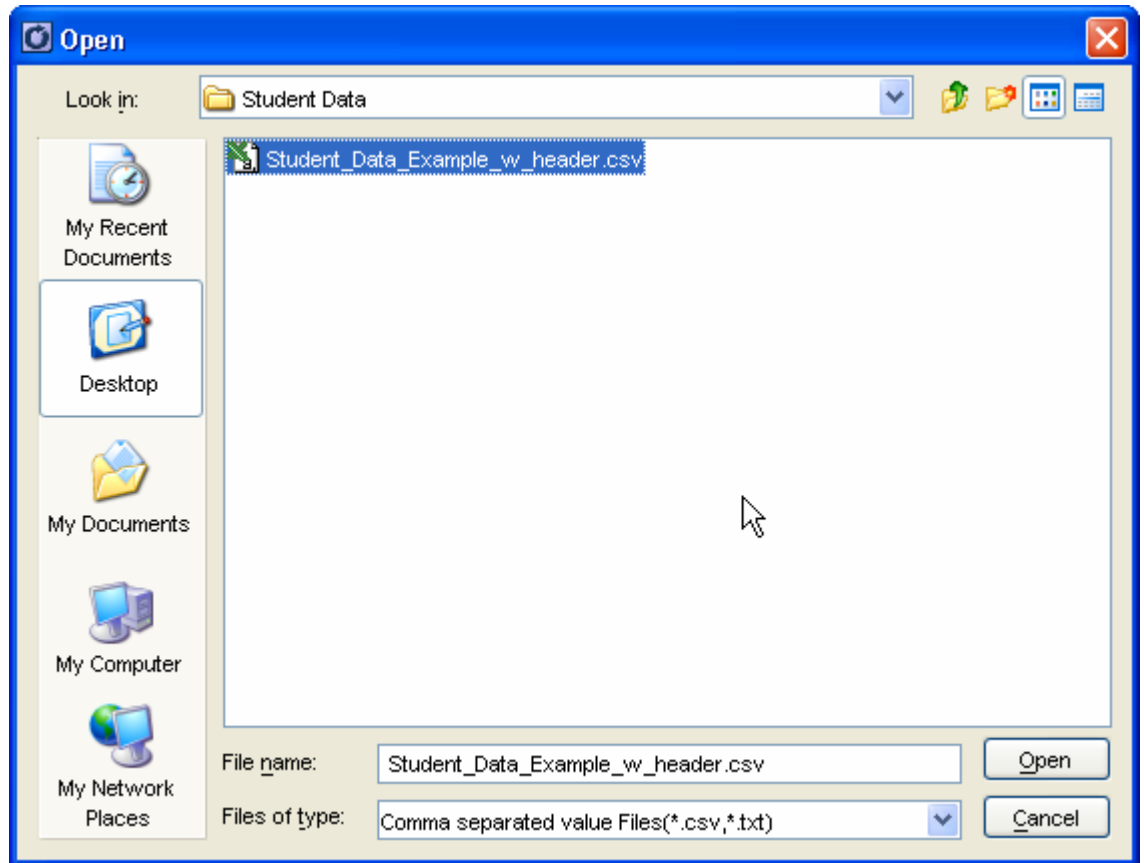 Open
Look in:
Student Data
Student_Data_Example_w_header.csv
My Recent
Documents
Desktop
My Documents
My Computer
My Network
Places
File name:
Student_Data_Example_w_header.csv
Open
Files of type:
Comma separated value Files(*.csv,*.txt)
Cancel